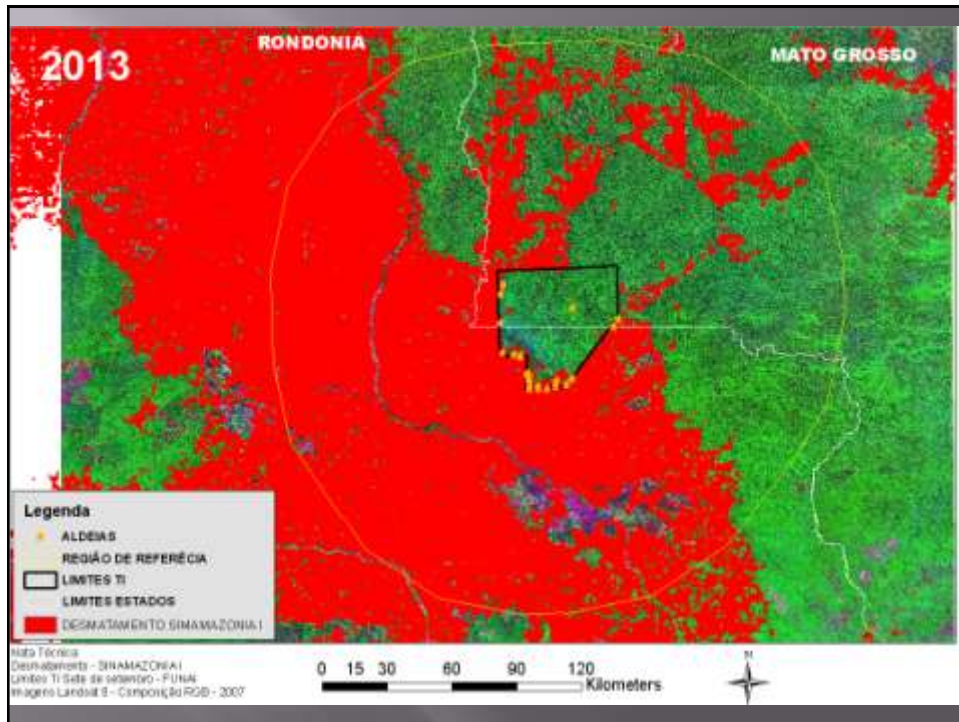 RONDONIA
MATO GROSSO
2013
Legenda
ALDEIAS
REGIÃO DE REFERÊCIA
LIMITES TI
LIMITES ESTADOS
DESMATAMENTO SIMAMAZONIA I
Nota Técnica
Desmatamento - SIMAMAZONIA I
Limites TI Sete de setembro - FUNAI
Imagens Landsat 5 - Composição RGB - 2007
0 15 30 60 90 120
Kilometers
N